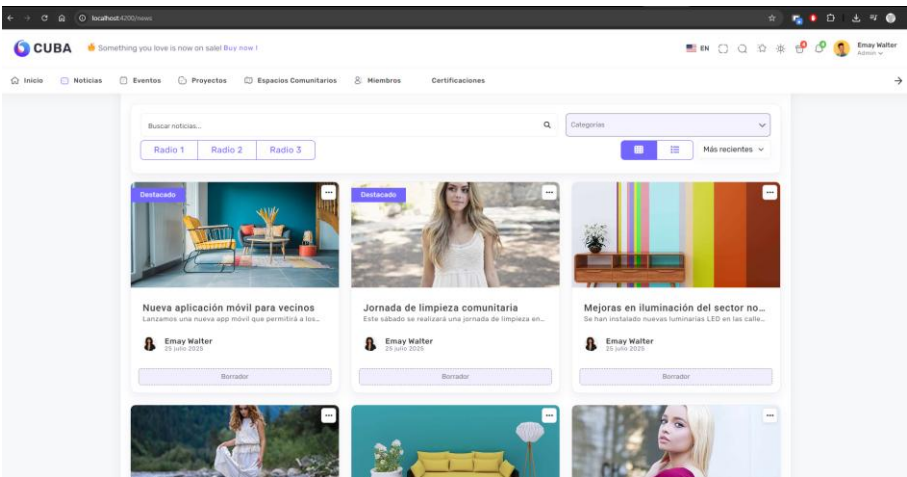 localhost:4200/news
CUBA
Something you love is now on sale! Buy now !
EN
Emay Walter
Admin
Inicio
Noticias
Eventos
Proyectos
Espacios Comunitarios
Miembros
Certificaciones
Buscar noticias...
Categorias
Radio 1
Radio 2
Radio 3
Más recientes
Destacado
Destacado
Nueva aplicación móvil para vecinos
Lanzamos una nueva app móvil que permitirá a los...
Emay Walter
25 julio 2025
Borrador
Jornada de limpieza comunitaria
Este sábado se realizará una jornada de limpieza en...
Emay Walter
25 julio 2025
Borrador
Mejoras en iluminación del sector no...
Se han instalado nuevas luminarias LED en las calle...
Emay Walter
25 julio 2025
Borrador